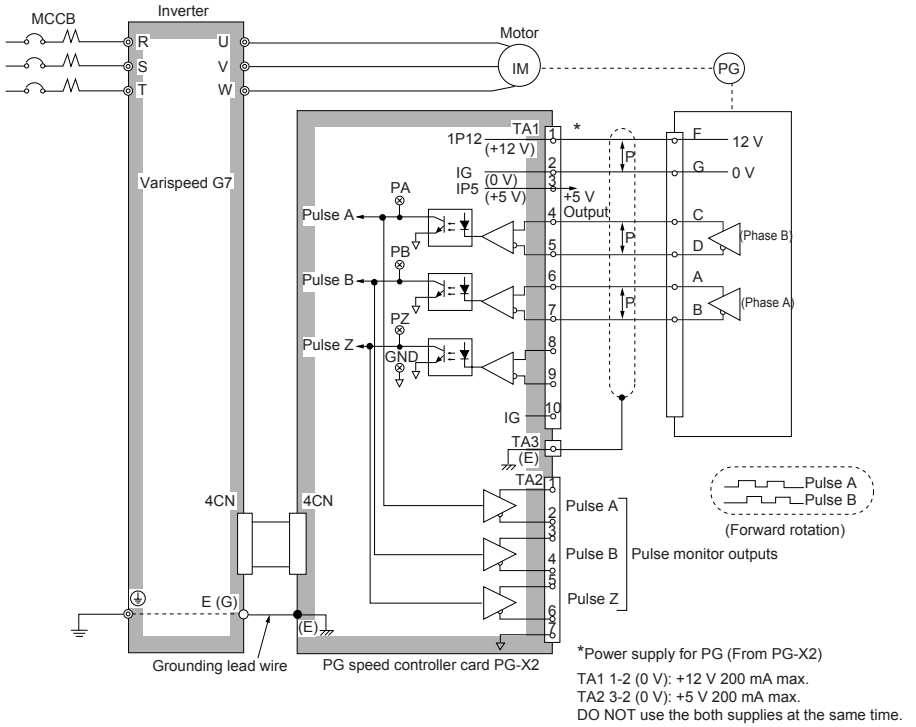 Inverter
MCCB
R
S
T
U
V
W
Motor
IM
PG
Varispeed G7
TA1
1P12
(+12 V)
1
*
IG
(0 V)
2
IP5
(+5 V)
3
+5 V
Output
4
5
6
7
8
9
10
IG
P
P
P
F
12 V
G
0 V
C
D
(Phase B)
A
B
(Phase A)
PA
Pulse A
PB
Pulse B
PZ
Pulse Z
GND
TA3
(E)
TA2
1
2
3
4
5
6
7
Pulse A
Pulse B
Pulse Z
Pulse monitor outputs
Pulse A
Pulse B
(Forward rotation)
4CN
4CN
E (G)
(E)
Grounding lead wire
PG speed controller card PG-X2
*Power supply for PG (From PG-X2)
TA1 1-2 (0 V): +12 V 200 mA max.
TA2 3-2 (0 V): +5 V 200 mA max.
DO NOT use the both supplies at the same time.